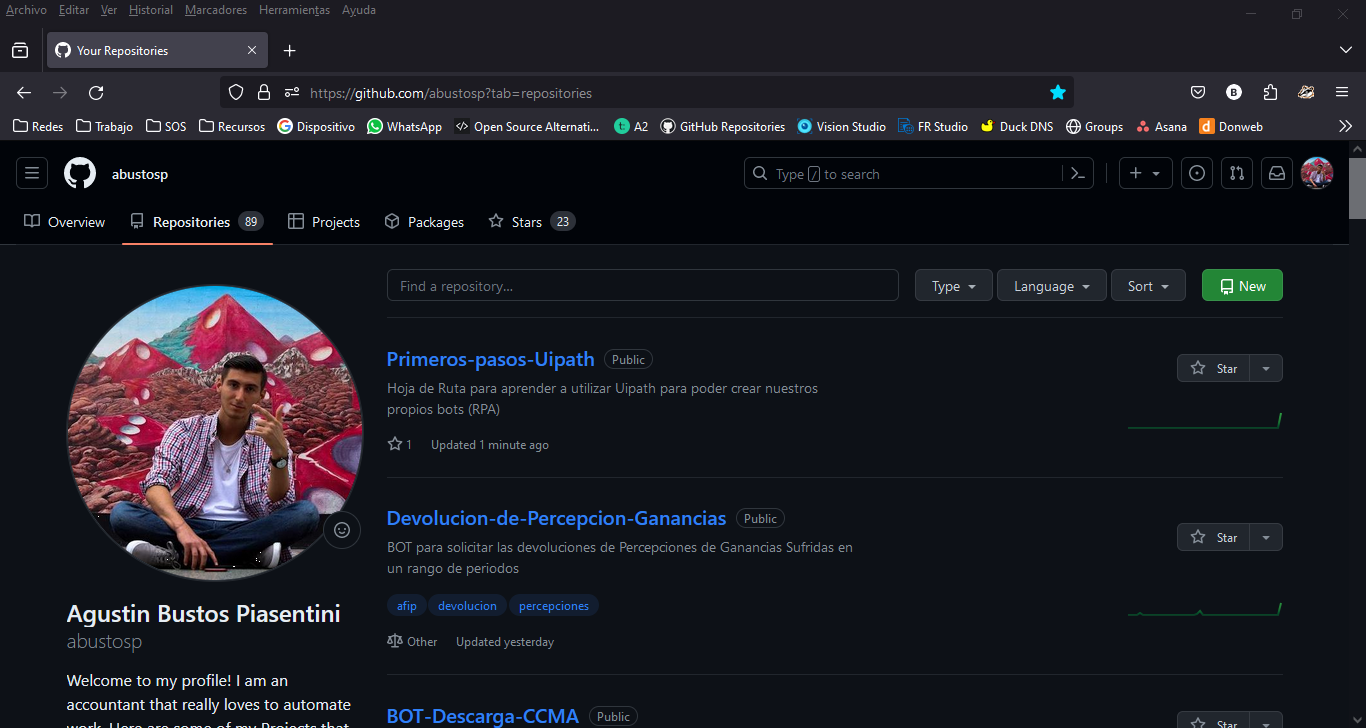 Archivo Editar Ver Historial Marcadores Herramientas Ayuda
Your Repositories
https://github.com/abustosp?tab=repositories
Redes Trabajo SOS Recursos Dispositivo WhatsApp Open Source Alternati... A2 GitHub Repositories Vision Studio FR Studio Duck DNS Groups Asana Donweb
abustosp
Type / to search
Overview Repositories 89 Projects Packages Stars 23
Find a repository...
Type Language Sort New
Primeros-pasos-Uipath Public
Star
Hoja de Ruta para aprender a utilizar Uipath para poder crear nuestros
propios bots (RPA)
1 Updated 1 minute ago
Devolucion-de-Percepcion-Ganancias Public
Star
BOT para solicitar las devoluciones de Percepciones de Ganancias Sufridas en
un rango de periodos
afip devolucion percepciones
Other Updated yesterday
BOT-Descarga-CCMA Public
Star
Agustin Bustos Piasentini
abustosp
Welcome to my profile! I am an
accountant that really loves to automate
work. Here are some of my Projects that